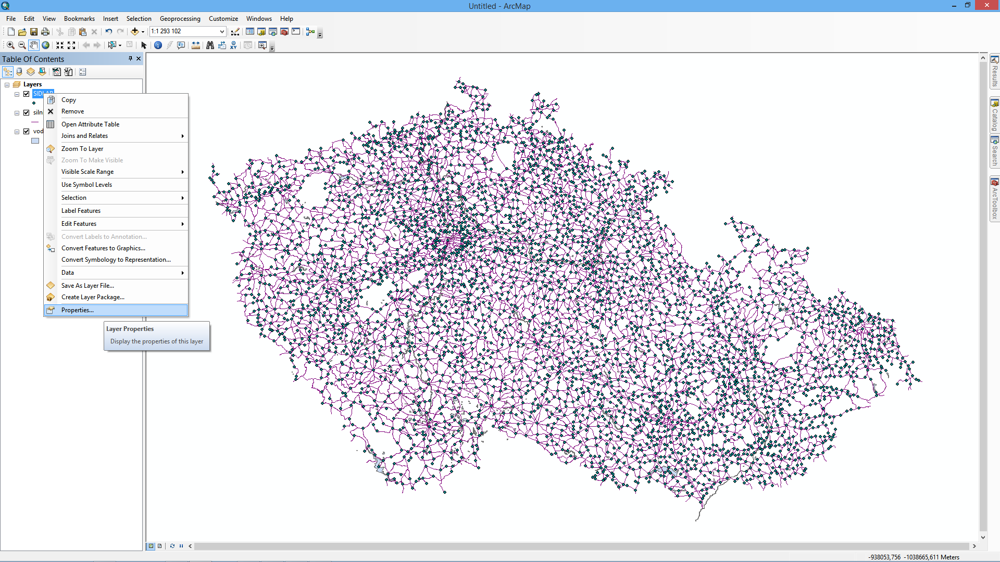 Untitled - ArcMap
File Edit View Bookmarks Insert Selection Geoprocessing Customize Windows Help
1:1 293 102
Table Of Contents
Layers
Copy
Remove
Open Attribute Table
Joins and Relates
Zoom To Layer
Zoom To Make Visible
Visible Scale Range
Use Symbol Levels
Selection
Label Features
Edit Features
Convert Labels to Annotation...
Convert Features to Graphics...
Convert Symbology to Representation...
Data
Save As Layer File...
Create Layer Package...
Properties...
Layer Properties
Display the properties of this layer
Results
Catalog
Search
ArcToolbox
-938053,756 -1038665,611 Meters